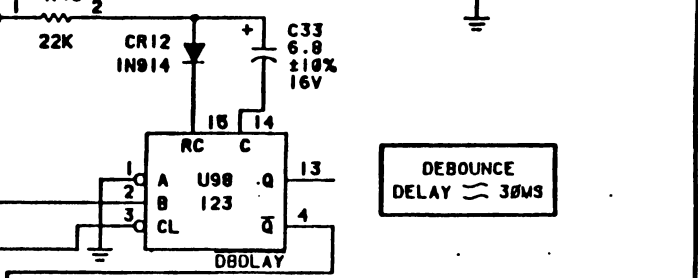 1
2
22K
CR12
1N914
+
C33
6.8
±10%
16V
15
14
RC
C
1
A
U98
Q
13
2
B
123
3
CL
Q̅
4
DBDLAY
DEBOUNCE
DELAY ≈ 30MS